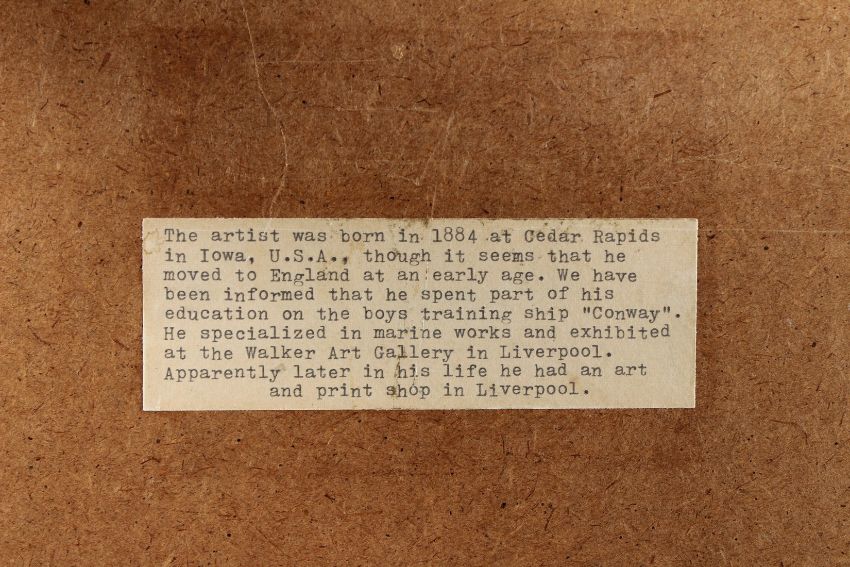 The artist was born in 1884 at Cedar Rapids
in Iowa, U.S.A., though it seems that he
moved to England at an early age. We have
been informed that he spent part of his
education on the boys training ship "Conway".
He specialized in marine works and exhibited
at the Walker Art Gallery in Liverpool.
Apparently later in his life he had an art
and print shop in Liverpool.